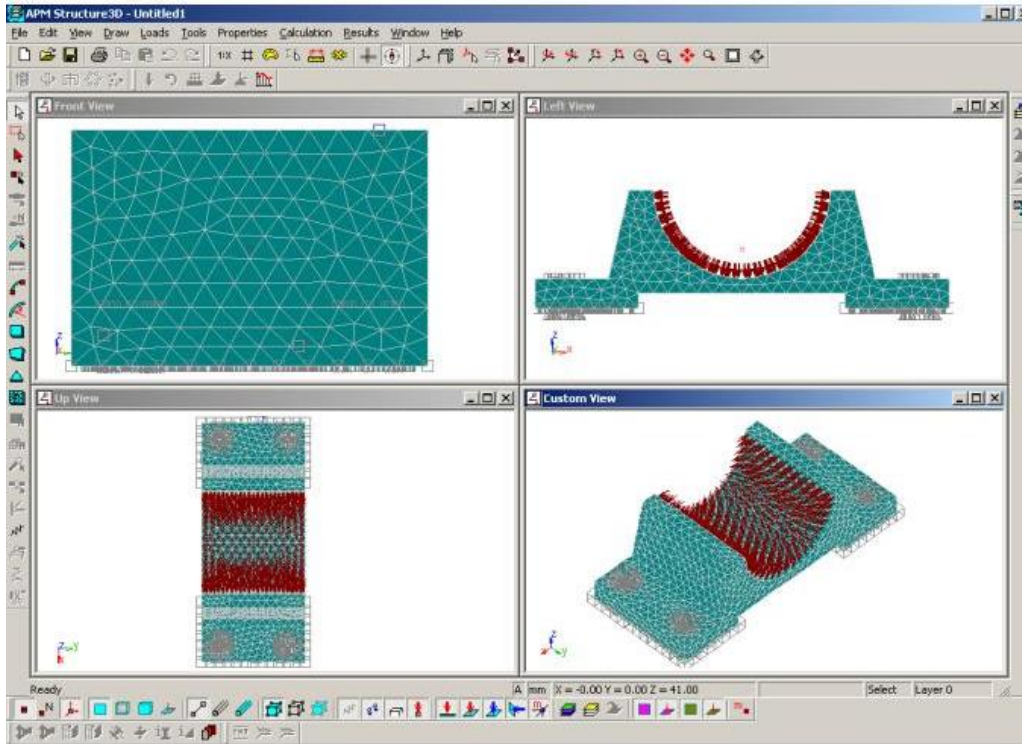 APM Structure3D - Untitled1
File Edit View Draw Loads Tools Properties Calculation Results Window Help
Front View
Left View
Up View
Custom View
Ready A mm X = -0.00 Y = 0.00 Z = 41.00 Select Layer 0